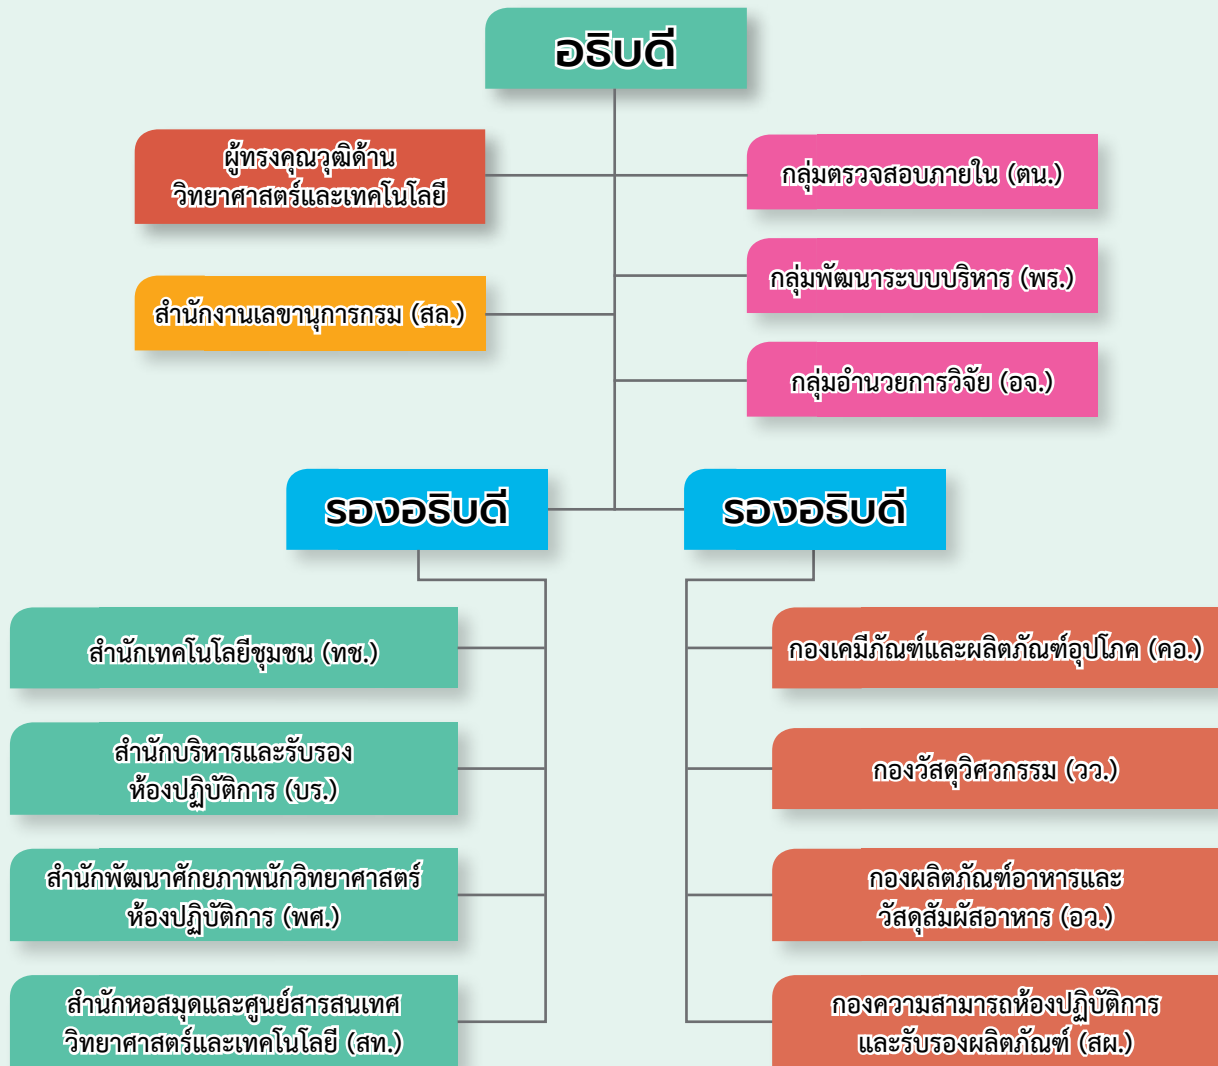 อธิบดี
ผู้ทรงคุณวุฒิด้าน
วิทยาศาสตร์และเทคโนโลยี
กลุ่มตรวจสอบภายใน (ตน.)
กลุ่มพัฒนาระบบบริหาร (พร.)
สำนักงานเลขานุการกรม (สล.)
กลุ่มอำนวยการวิจัย (อจ.)
รองอธิบดี
รองอธิบดี
สำนักเทคโนโลยีชุมชน (ทช.)
สำนักบริหารและรับรอง
ห้องปฏิบัติการ (บร.)
สำนักพัฒนาศักยภาพนักวิทยาศาสตร์
ห้องปฏิบัติการ (พศ.)
สำนักหอสมุดและศูนย์สารสนเทศ
วิทยาศาสตร์และเทคโนโลยี (สท.)
กองเคมีภัณฑ์และผลิตภัณฑ์อุปโภค (คอ.)
กองวัสดุวิศวกรรม (วว.)
กองผลิตภัณฑ์อาหารและ
วัสดุสัมผัสอาหาร (อว.)
กองความสามารถห้องปฏิบัติการ
และรับรองผลิตภัณฑ์ (สผ.)